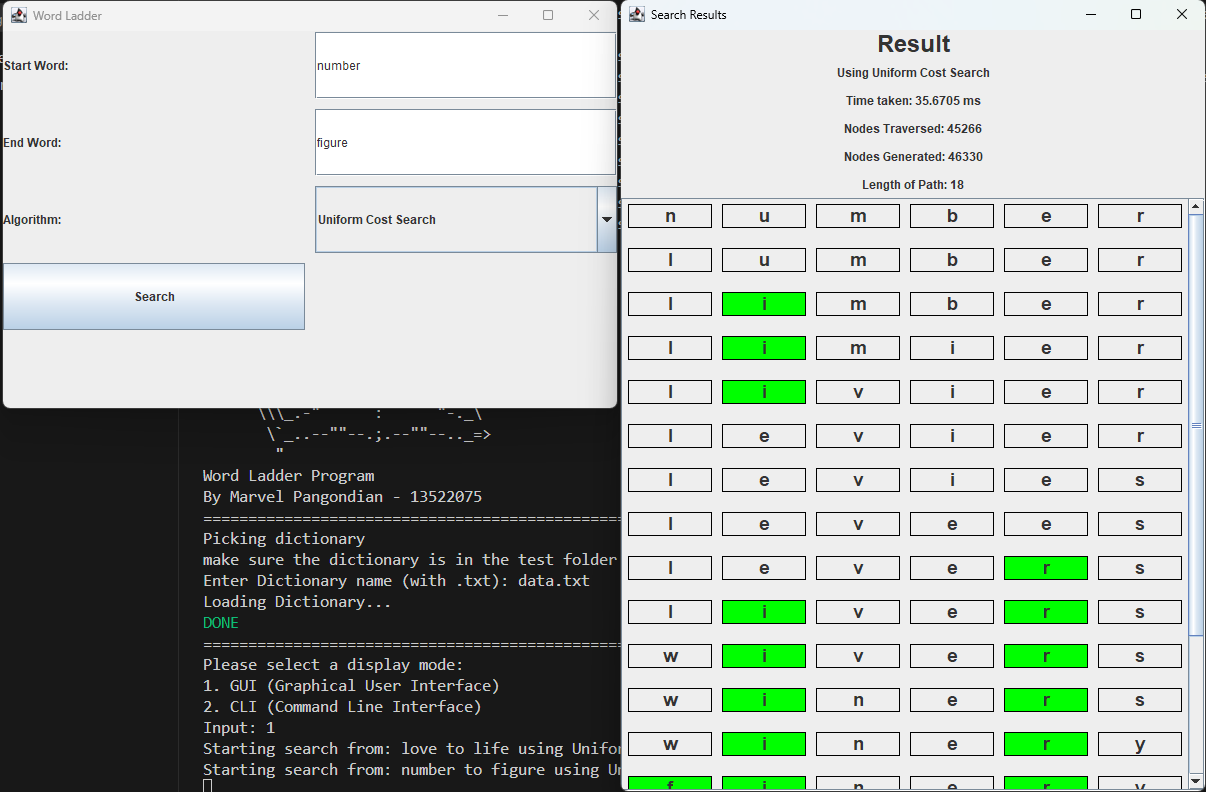 Word Ladder
Start Word:
number
End Word:
figure
Algorithm:
Uniform Cost Search
Search
\\\_.-" : "-._\
\`_..--""--.;.--""--.._=>
"
Word Ladder Program
By Marvel Pangondian - 13522075
Picking dictionary
make sure the dictionary is in the test folder
Enter Dictionary name (with .txt): data.txt
Loading Dictionary...
DONE
Please select a display mode:
1. GUI (Graphical User Interface)
2. CLI (Command Line Interface)
Input: 1
Starting search from: love to life using Unifo
Starting search from: number to figure using Un
Search Results
Result
Using Uniform Cost Search
Time taken: 35.6705 ms
Nodes Traversed: 45266
Nodes Generated: 46330
Length of Path: 18
n u m b e r
l u m b e r
l i m b e r
l i m i e r
l i v i e r
l e v i e r
l e v i e s
l e v e e s
l e v e r s
l i v e r s
w i v e r s
w i n e r s
w i n e r y
f i n e r y